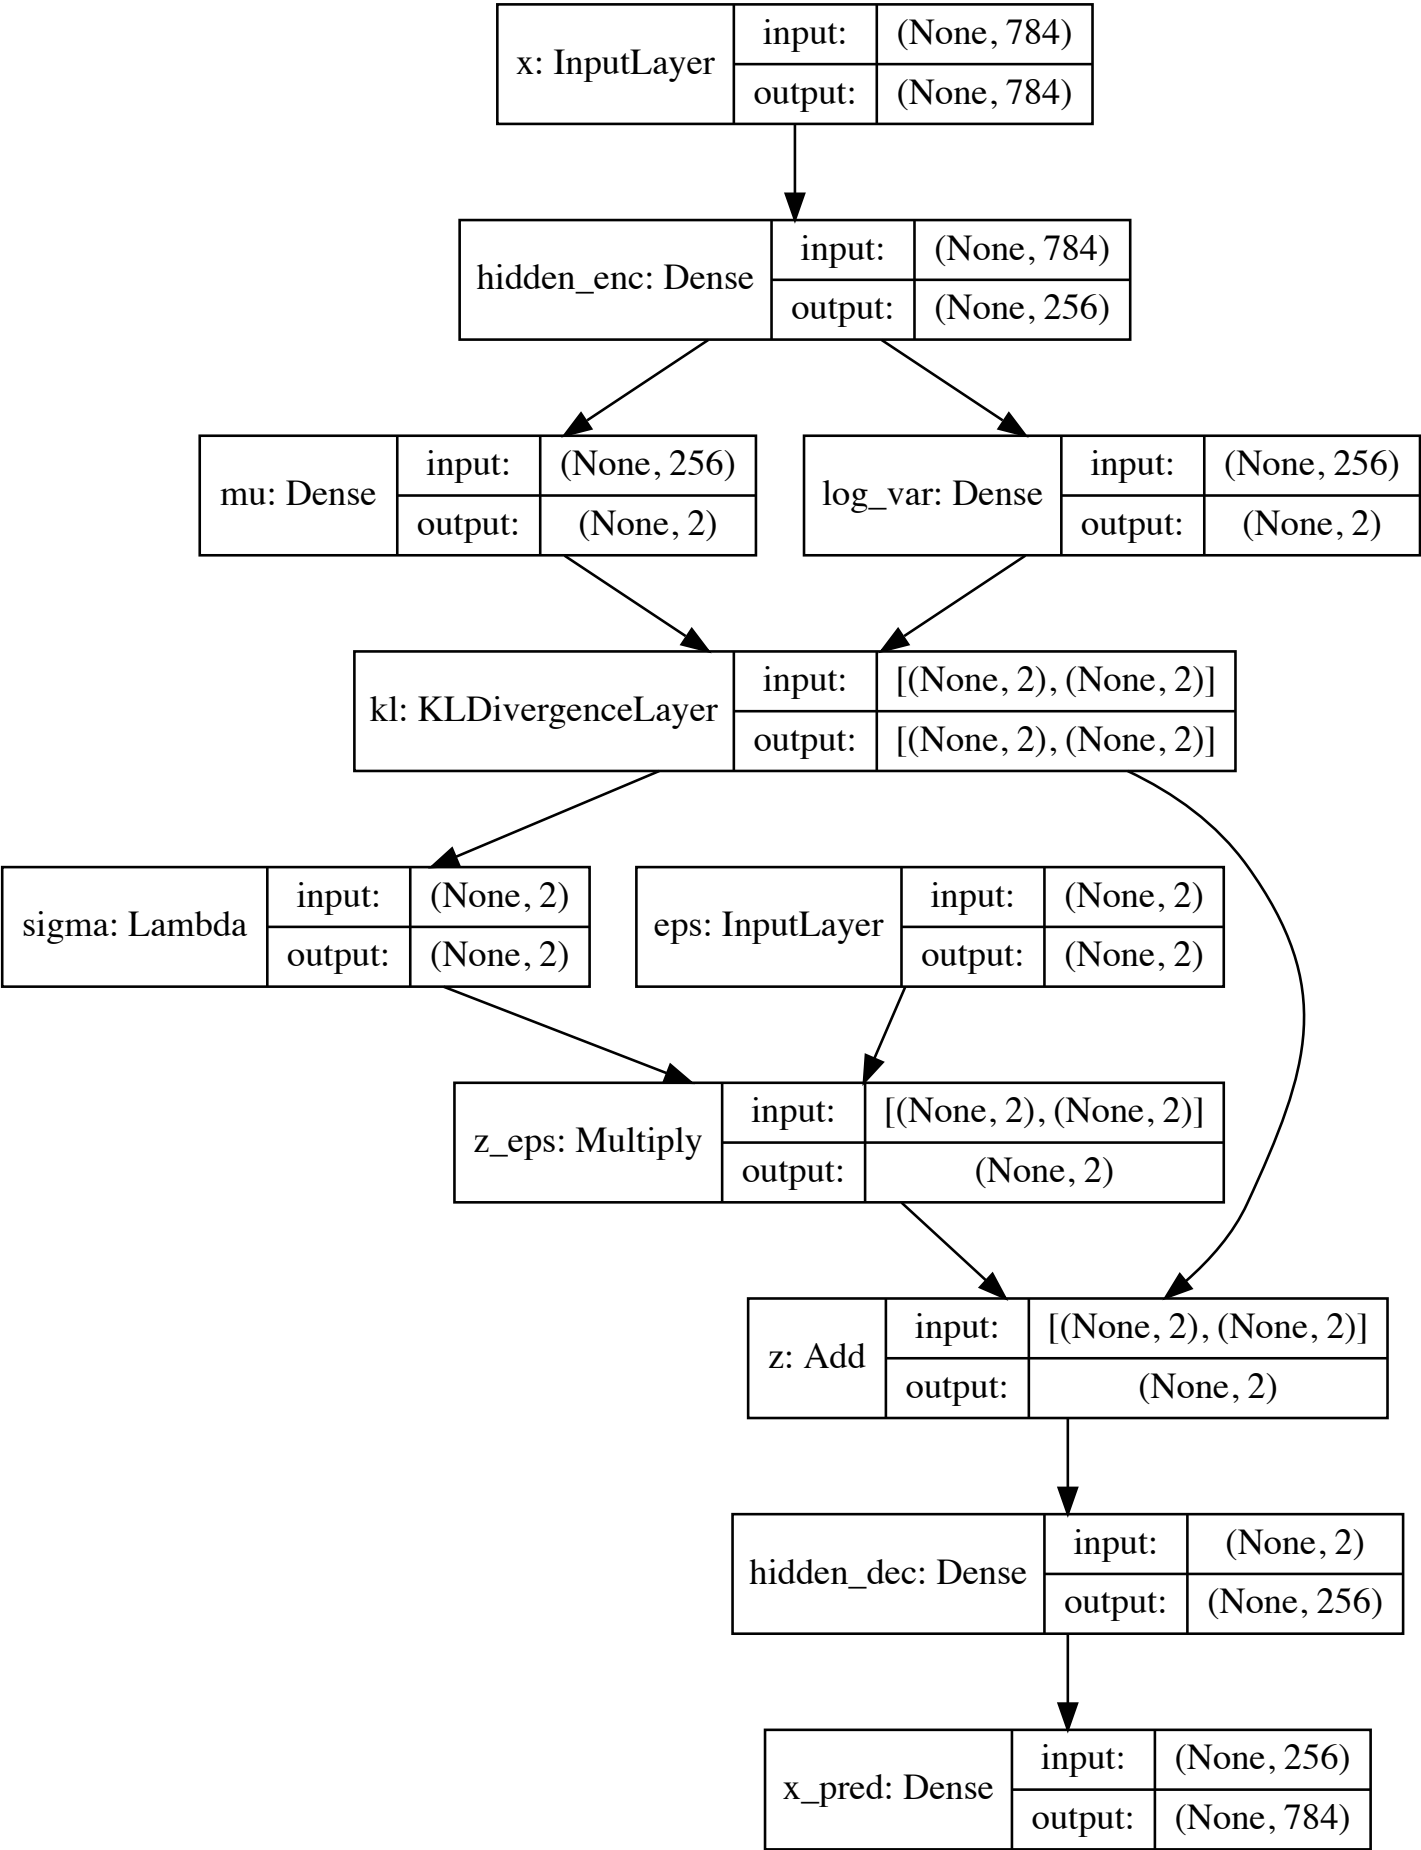 x: InputLayer
input:
(None, 784)
output:
(None, 784)
hidden_enc: Dense
input:
(None, 784)
output:
(None, 256)
mu: Dense
input:
(None, 256)
output:
(None, 2)
log_var: Dense
input:
(None, 256)
output:
(None, 2)
kl: KLDivergenceLayer
input:
[(None, 2), (None, 2)]
output:
[(None, 2), (None, 2)]
sigma: Lambda
input:
(None, 2)
output:
(None, 2)
eps: InputLayer
input:
(None, 2)
output:
(None, 2)
z_eps: Multiply
input:
[(None, 2), (None, 2)]
output:
(None, 2)
z: Add
input:
[(None, 2), (None, 2)]
output:
(None, 2)
hidden_dec: Dense
input:
(None, 2)
output:
(None, 256)
x_pred: Dense
input:
(None, 256)
output:
(None, 784)